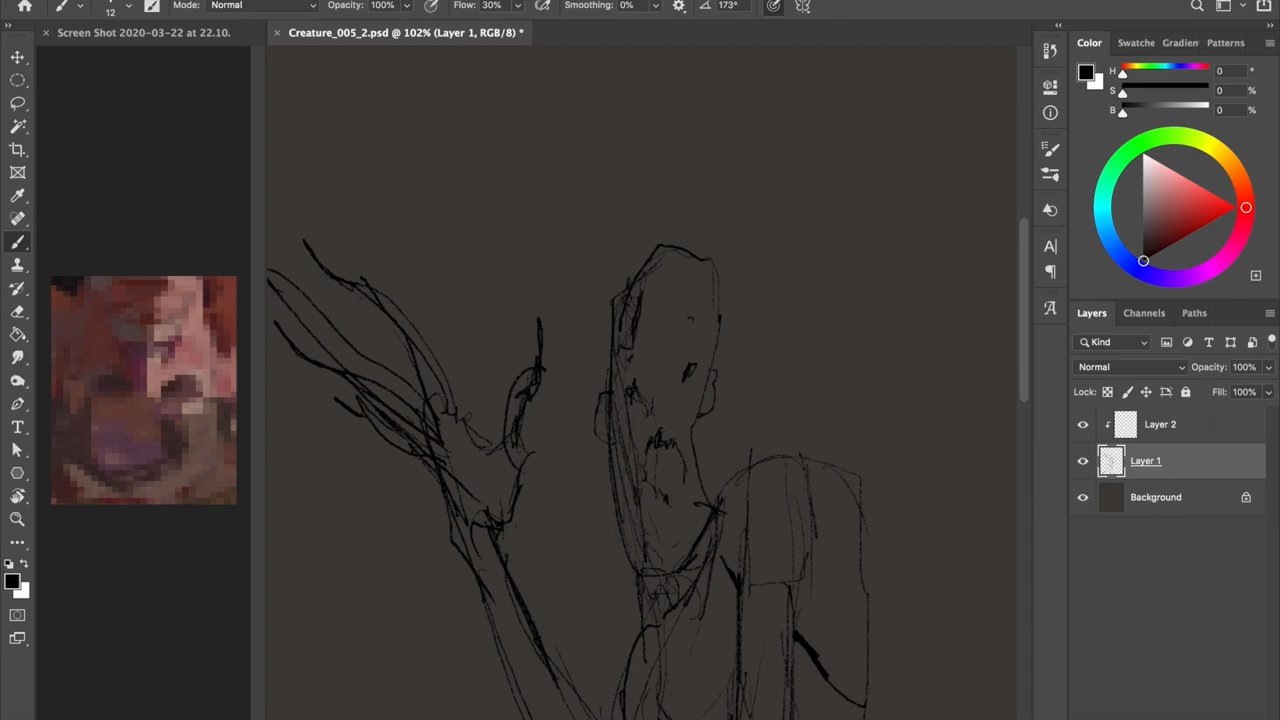 Mode: Normal Opacity: 100% Flow: 30% Smoothing: 0% 173°
12
Screen Shot 2020-03-22 at 22.10.
Creature_005_2.psd @ 102% (Layer 1, RGB/8) *
Color Swatche Gradien Patterns
H 0 °
S 0 %
B 0 %
Layers Channels Paths
Kind
Normal Opacity: 100%
Lock: Fill: 100%
Layer 2
Layer 1
Background